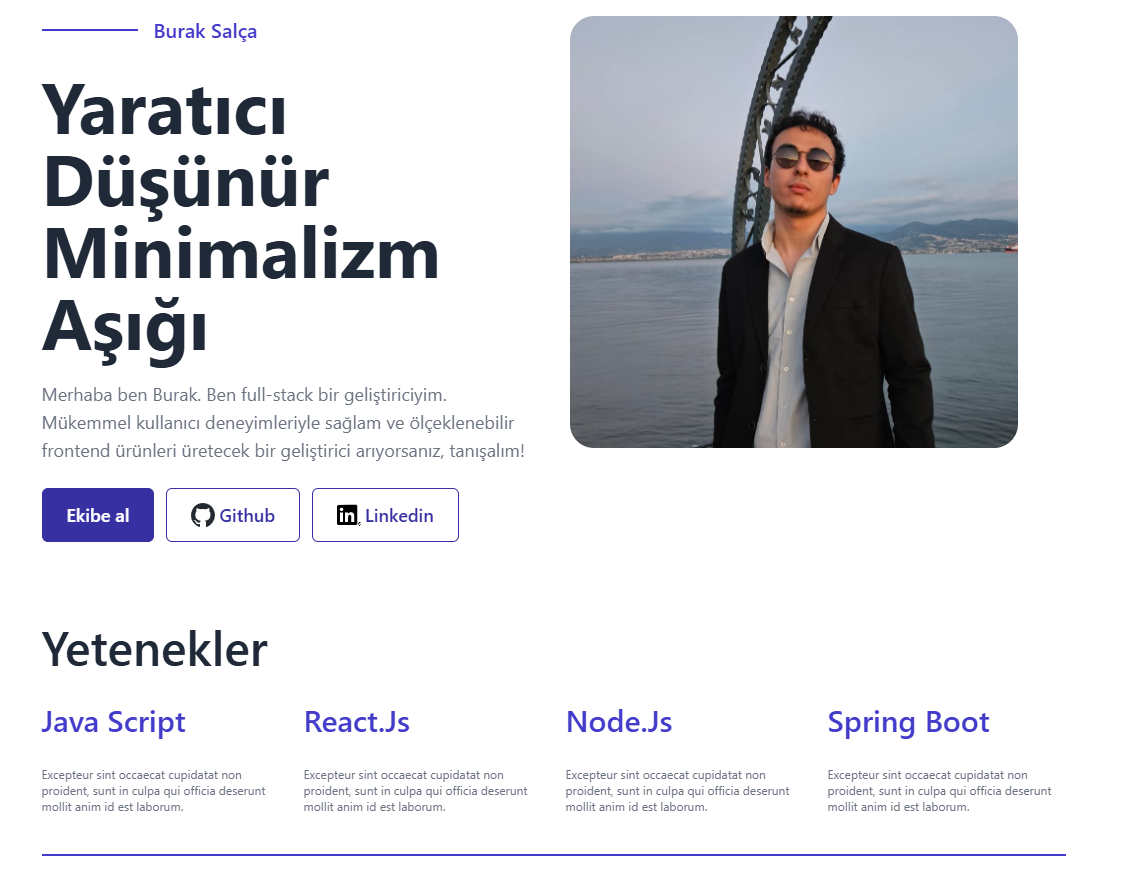 Burak Salça
Yaratıcı
Düşünür
Minimalizm
Aşığı
Merhaba ben Burak. Ben full-stack bir geliştiriciyim.
Mükemmel kullanıcı deneyimleriyle sağlam ve ölçeklenebilir
frontend ürünleri üretecek bir geliştirici arıyorsanız, tanışalım!
Ekibe al
Github
in Linkedin
Yetenekler
Java Script
Excepteur sint occaecat cupidatat non
proident, sunt in culpa qui officia deserunt
mollit anim id est laborum.
React.Js
Excepteur sint occaecat cupidatat non
proident, sunt in culpa qui officia deserunt
mollit anim id est laborum.
Node.Js
Excepteur sint occaecat cupidatat non
proident, sunt in culpa qui officia deserunt
mollit anim id est laborum.
Spring Boot
Excepteur sint occaecat cupidatat non
proident, sunt in culpa qui officia deserunt
mollit anim id est laborum.